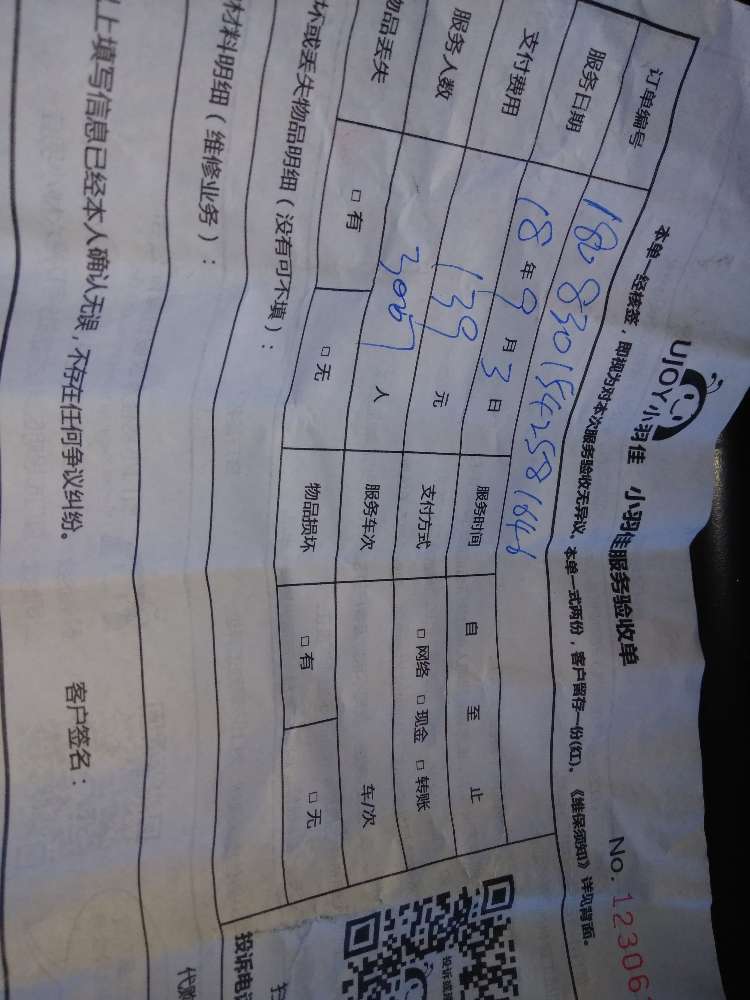 UJOY小羽佳 小羽佳服务验收单
No. 12306
本单一经接签，即视为对本次服务验收无异议、本单一式两份，客户留存一份(红)、《维保须知》详见背面。
订单编号
服务日期 18 年 9 月 3 日 服务时间 自 至 止
支付费用 139 元 支付方式 □ 网络 □ 现金 □ 转账
服务人数 人 服务车次 车/次
物品丢失 □ 有 □ 无 物品损坏 □ 有 □ 无
坏或丢失物品明细（没有可不填）：
材料明细（维修业务）：
上填写信息已经本人确认无误，不存在任何争议纠纷。 客户签名：
投诉电话